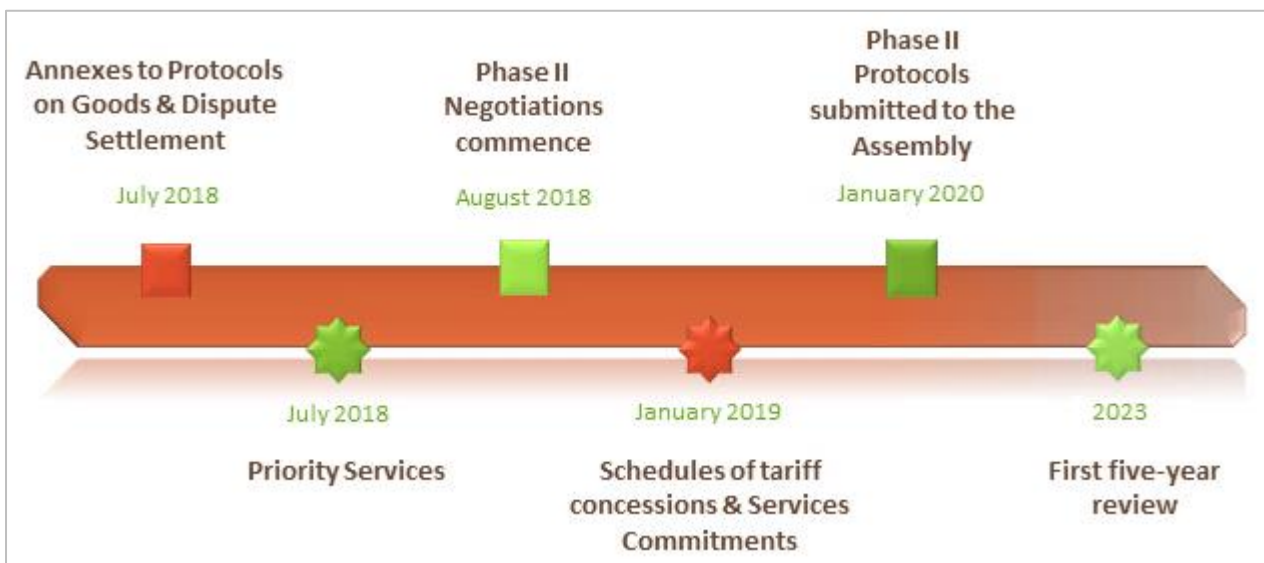 Annexes to Protocols
on Goods & Dispute
Settlement
July 2018
Phase II
Negotiations
commence
August 2018
Phase II
Protocols
submitted to the
Assembly
January 2020
July 2018
Priority Services
January 2019
Schedules of tariff
concessions & Services
Commitments
2023
First five-year
review